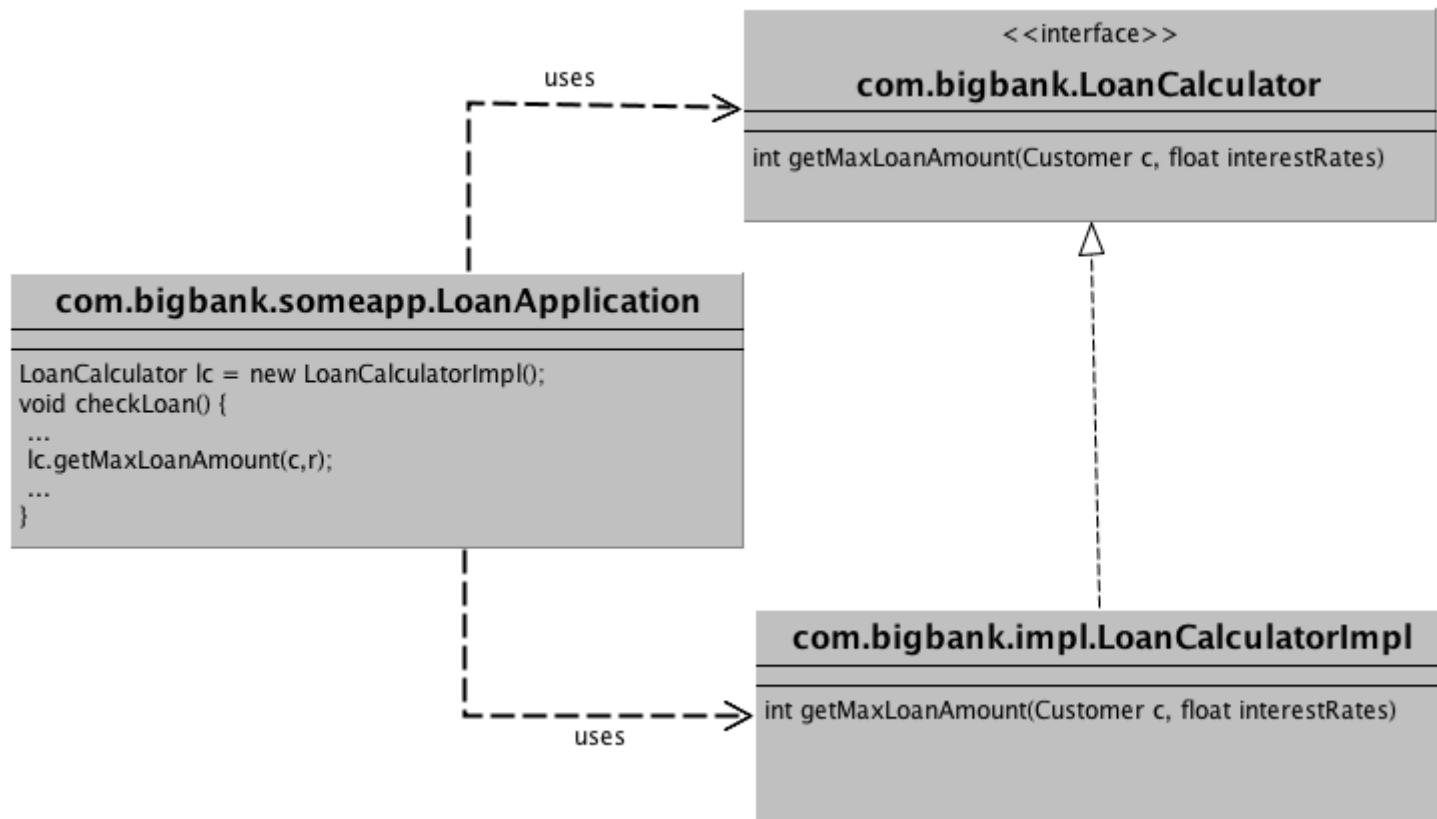 <<interface>>
com.bigbank.LoanCalculator
int getMaxLoanAmount(Customer c, float interestRates)
uses
com.bigbank.someapp.LoanApplication
LoanCalculator lc = new LoanCalculatorImpl();
void checkLoan() {
...
lc.getMaxLoanAmount(c,r);
...
}
uses
com.bigbank.impl.LoanCalculatorImpl
int getMaxLoanAmount(Customer c, float interestRates)